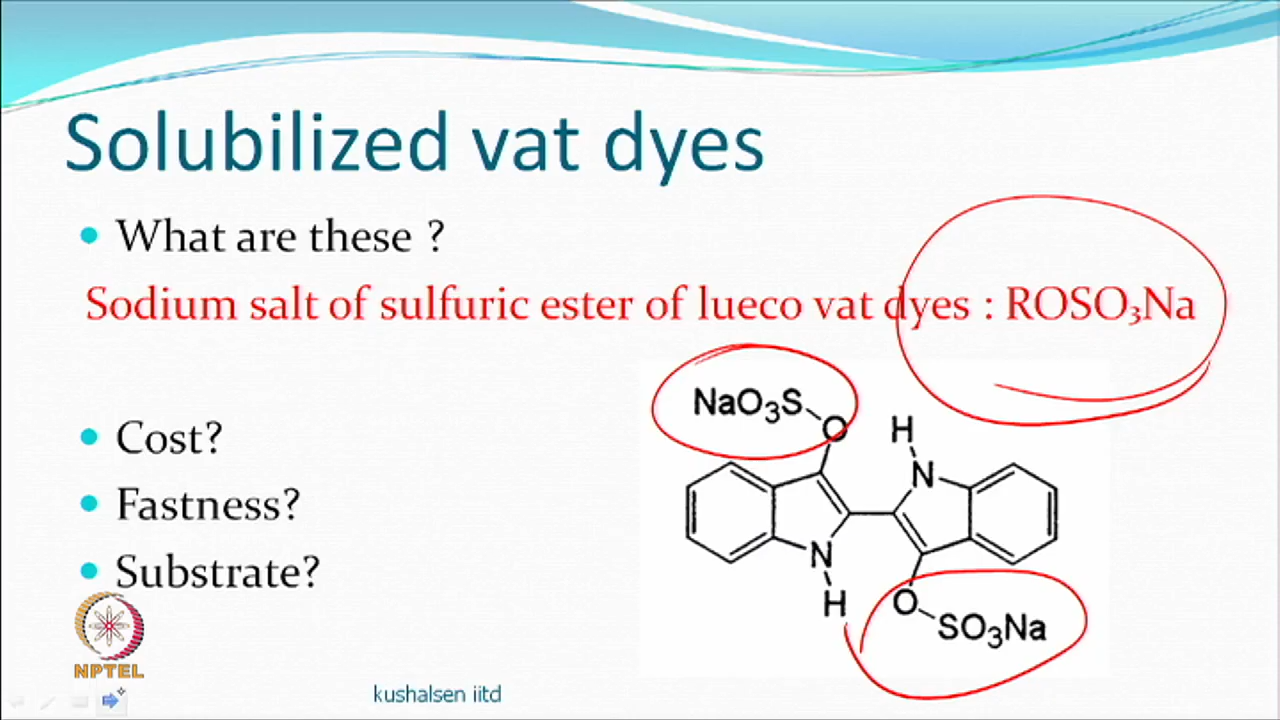 Solubilized vat dyes
What are these ?
Sodium salt of sulfuric ester of lueco vat dyes : ROSO₃Na
Cost?
Fastness?
Substrate?
NaO₃S
O
H
N
N
H
O
SO₃Na
NPTEL
kushalsen iitd